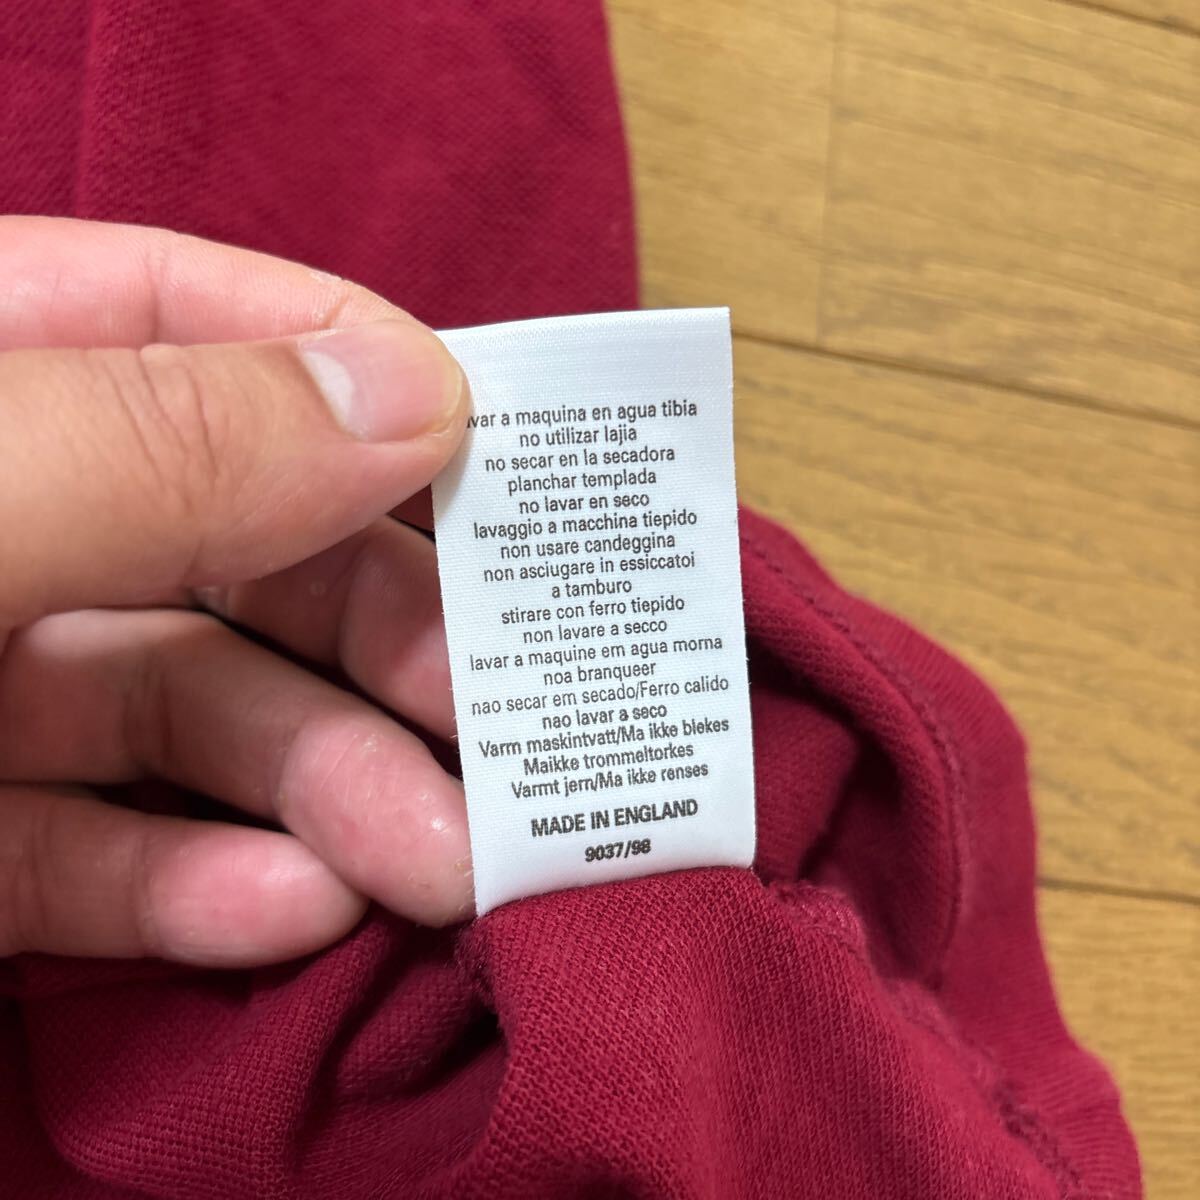 a maquina en agua tibia
no utilizar lajia
no secar en la secadora
planchar templada
no lavar en seco
lavaggio a macchina tiepido
non usare candeggina
non asciugare in essiccatoi
a tamburo
stirare con ferro tiepido
non lavare a secco
lavar a maquine em agua morna
noa branqueer
nao secar em secado/Ferro calido
nao lavar a seco
Varm maskintvatt/Ma ikke blekes
Maikke trommeltorkes
Varmt jern/Ma ikke renses
MADE IN ENGLAND
9037/98